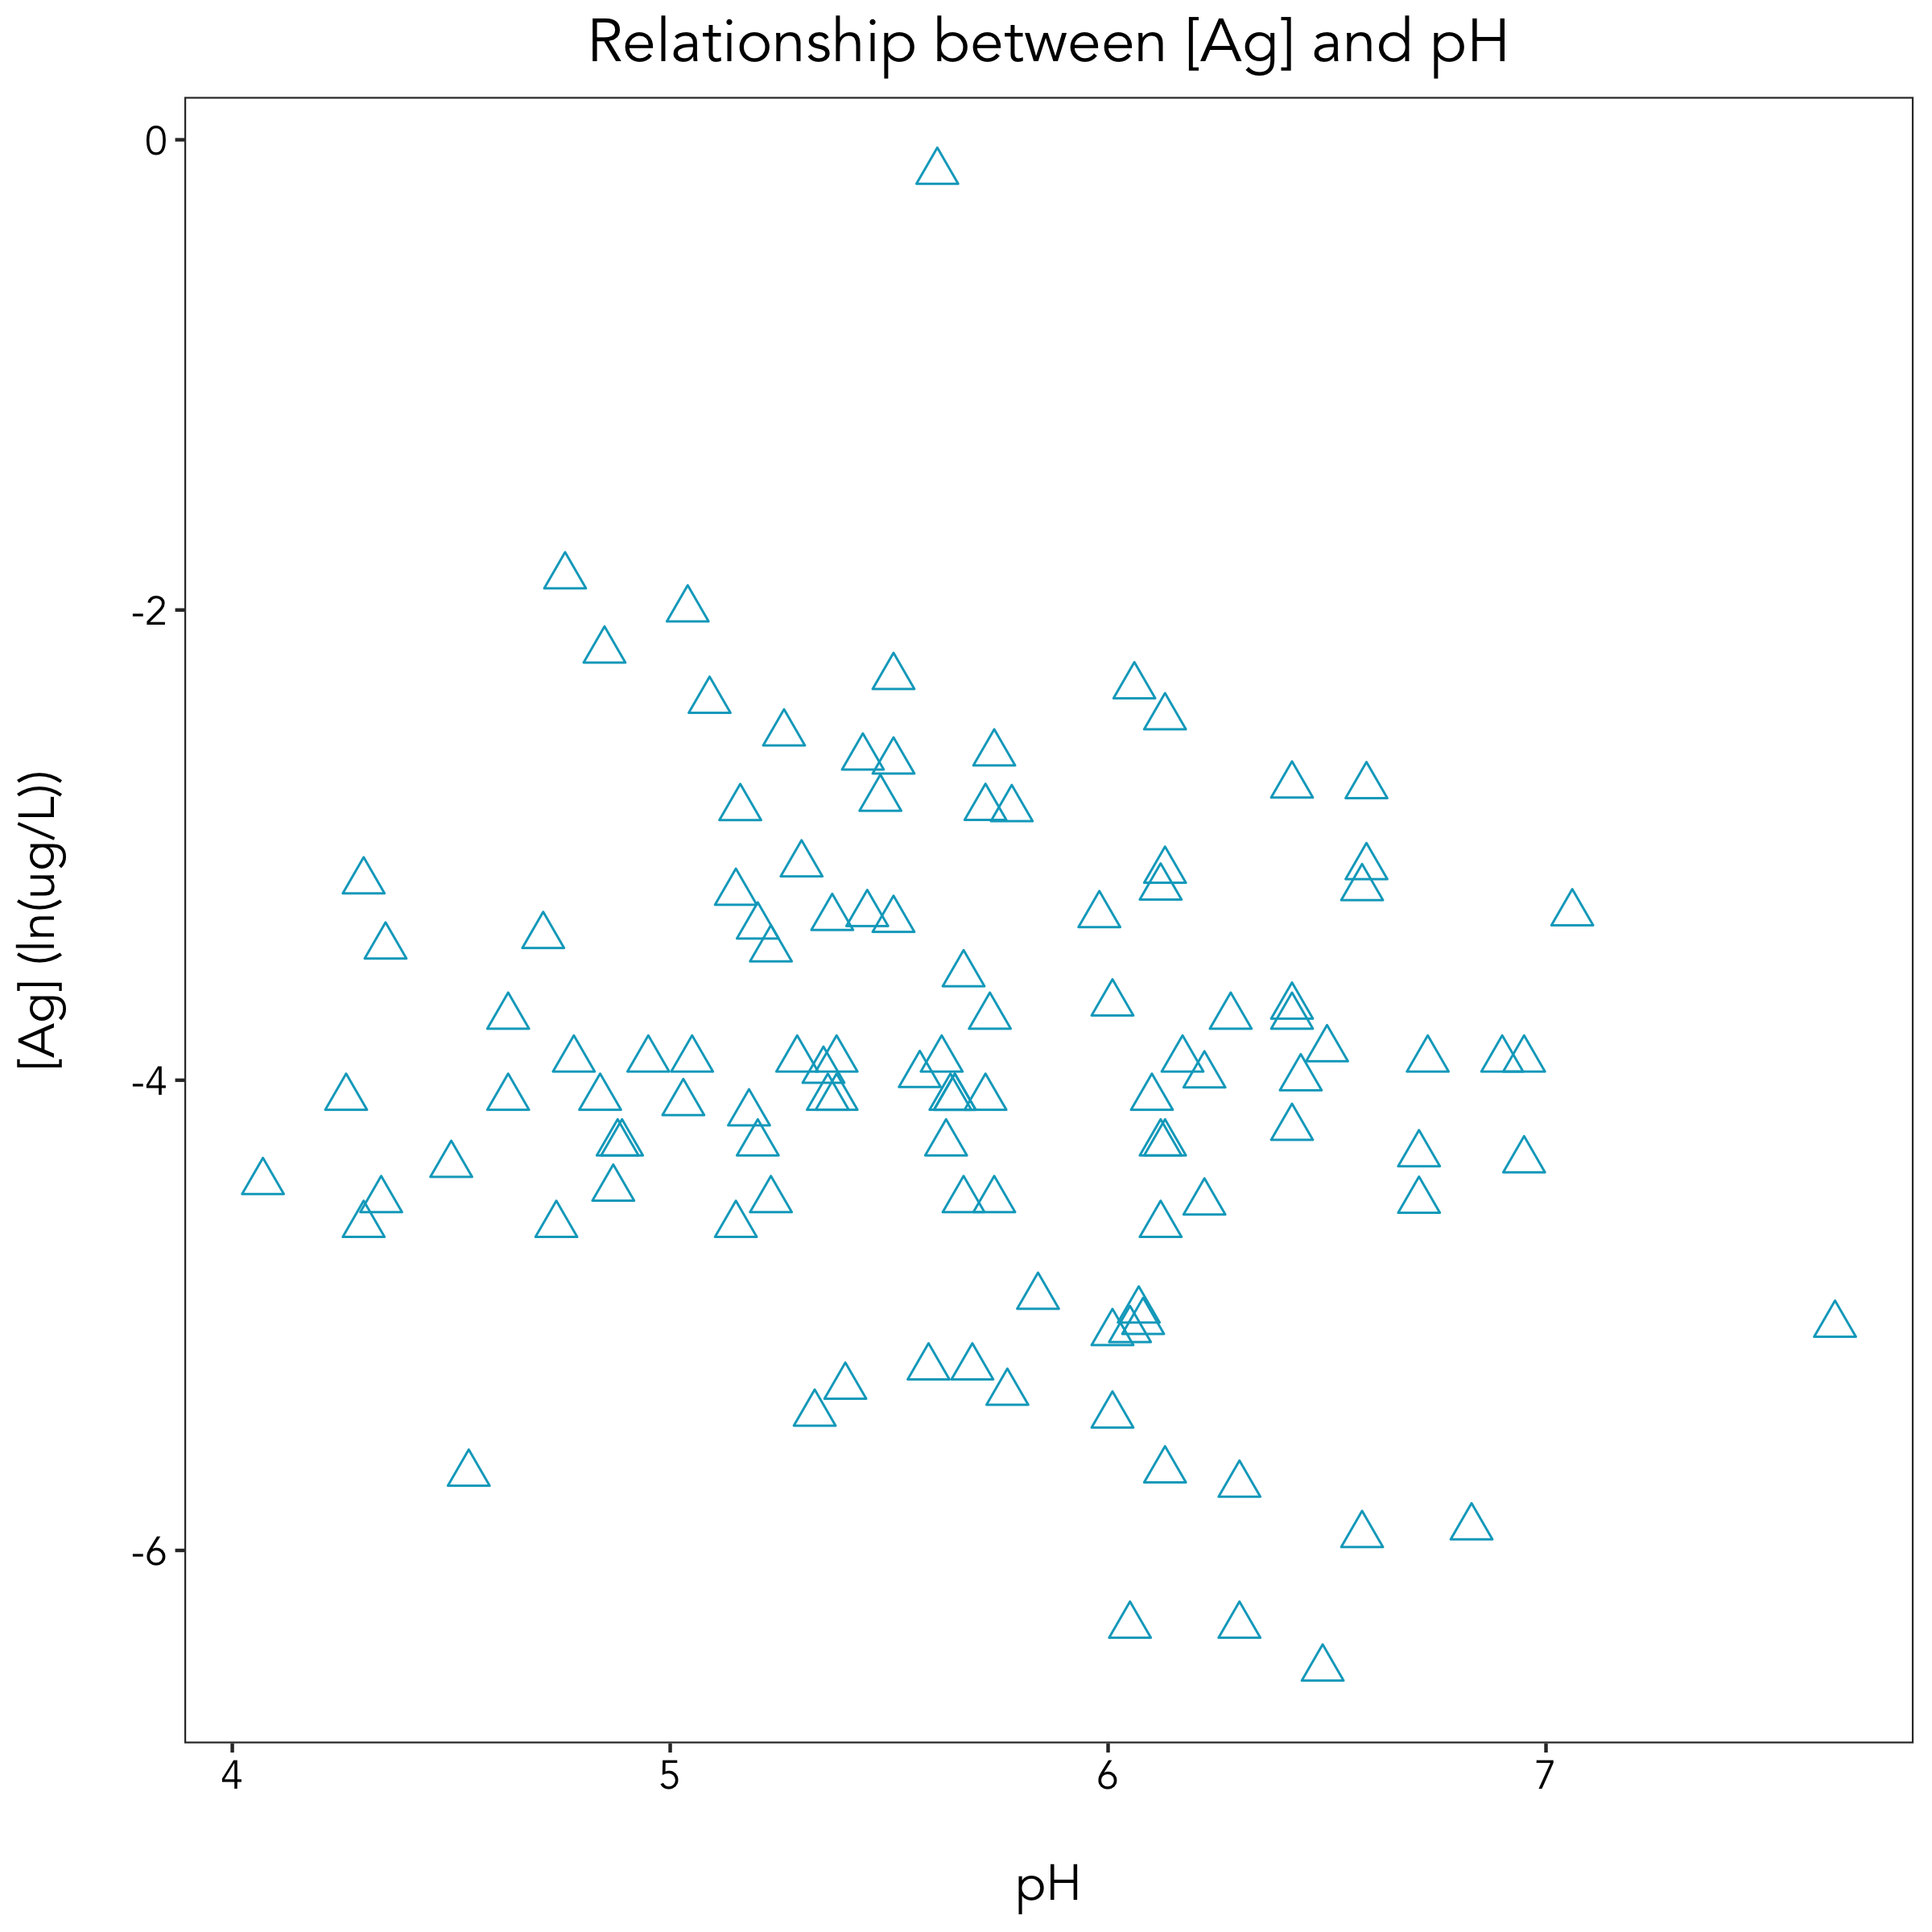 Relationship between [Ag] and pH
[Ag] (ln(ug/L))
0
-2
-4
-6
4 5 6 7
pH